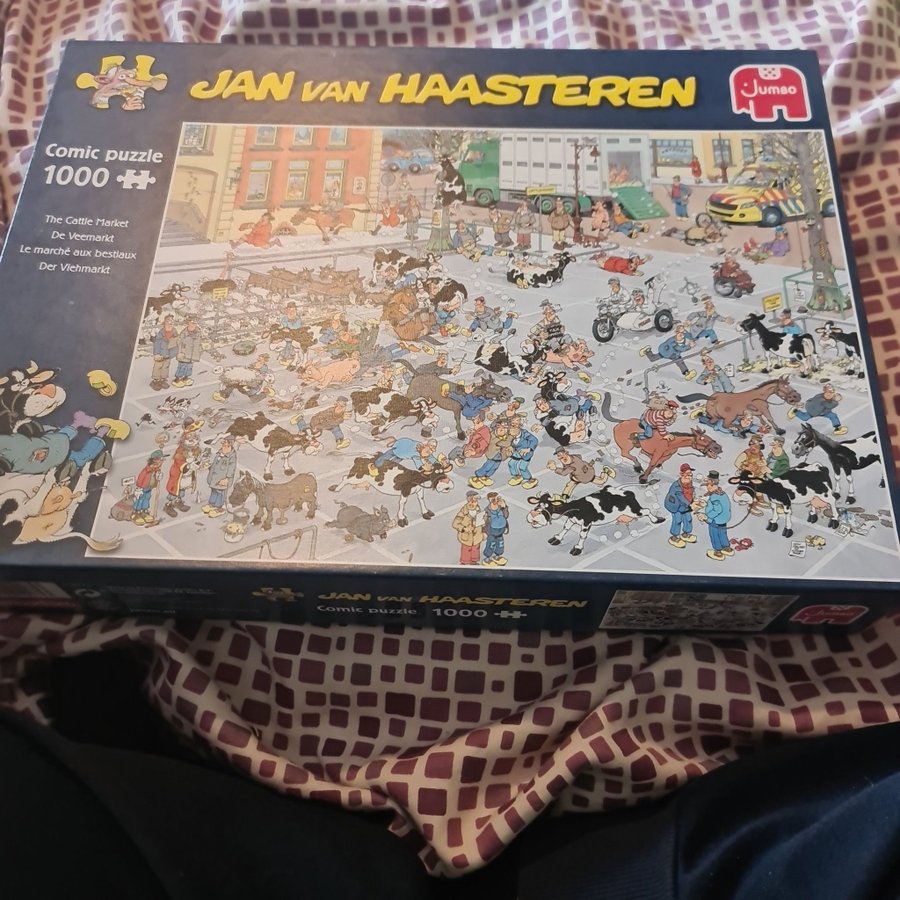 JAN VAN HAASTEREN
Jumbo
Comic puzzle
1000
The Cattle Market
De Veemarkt
Le marché aux bestiaux
Der Viehmarkt
JAN VAN HAASTEREN
Comic puzzle 1000
Jumbo